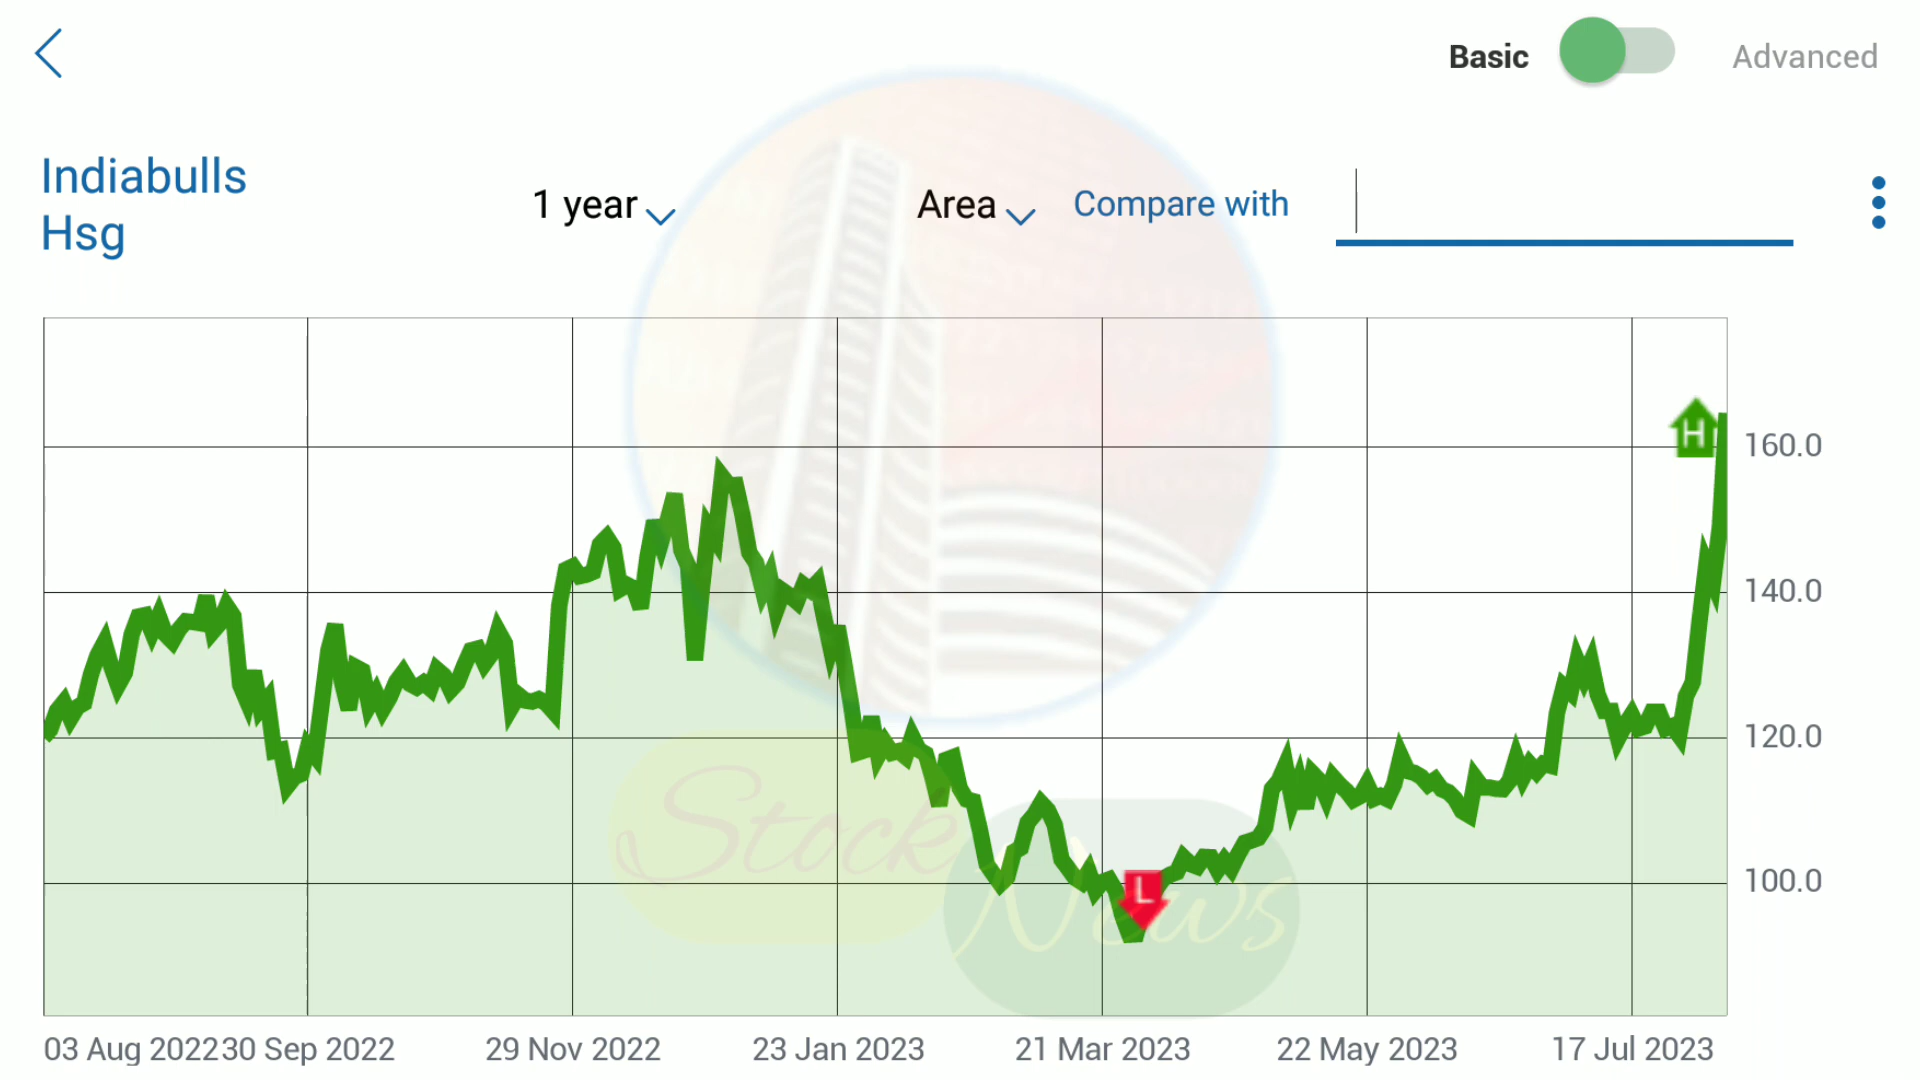 Basic Advanced
Indiabulls
Hsg
1 year Area Compare with
H
160.0
140.0
120.0
100.0
L
Stock
News
03 Aug 2022 30 Sep 2022 29 Nov 2022 23 Jan 2023 21 Mar 2023 22 May 2023 17 Jul 2023